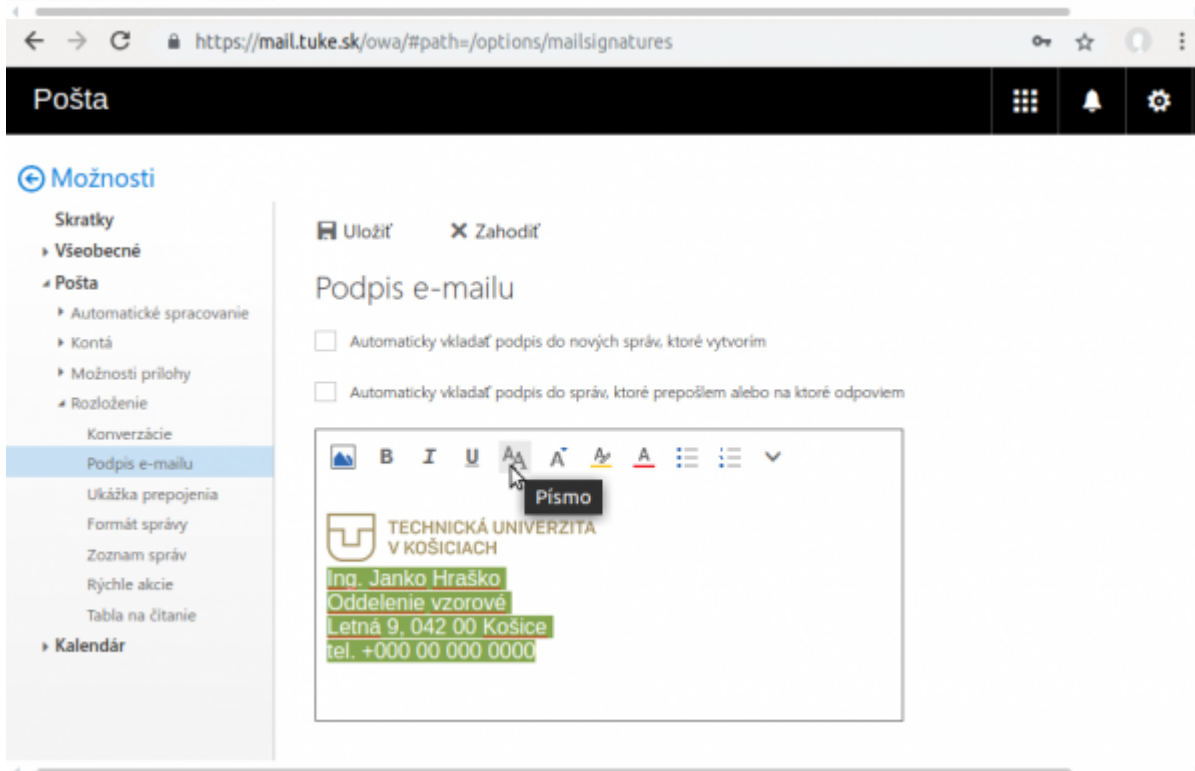 https://mail.tuke.sk/owa/#path=/options/mailsignatures
Pošta
Možnosti
Skratky
Všeobecné
Pošta
Automatické spracovanie
Kontá
Možnosti prílohy
Rozloženie
Konverzácie
Podpis e-mailu
Ukážka prepojenia
Formát správy
Zoznam správ
Rýchle akcie
Tabla na čítanie
Kalendár
Uložiť Zahodiť
Podpis e-mailu
Automaticky vkladať podpis do nových správ, ktoré vytvorím
Automaticky vkladať podpis do správ, ktoré prepošlem alebo na ktoré odpoviem
B I U AA A A A
Písmo
TECHNICKÁ UNIVERZITA
V KOŠICIACH
Ing. Janko Hraško
Oddelenie vzorové
Letná 9, 042 00 Košice
tel. +000 00 000 0000